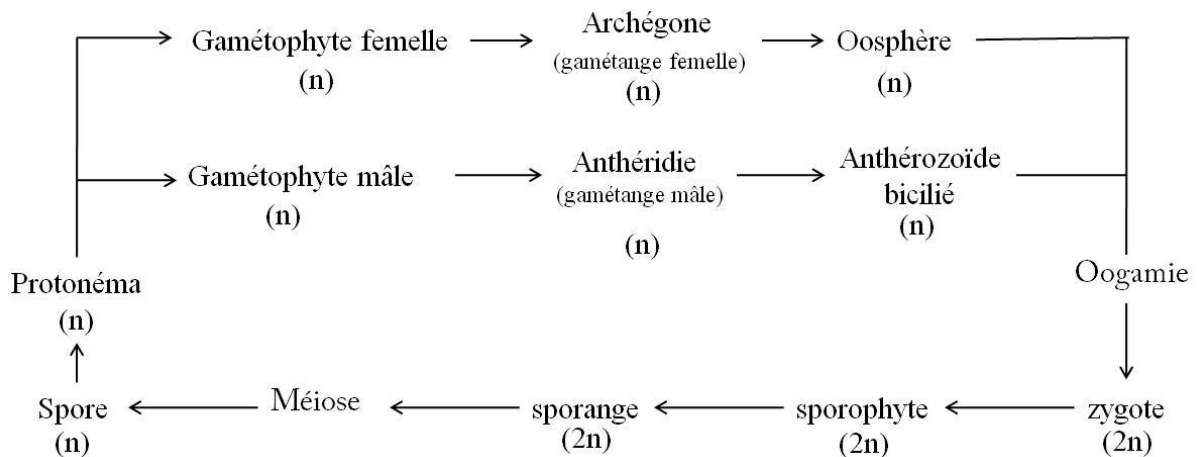 Gamétophyte femelle
(n)
Archégone
(gamétange femelle)
(n)
Oosphère
(n)
Gamétophyte mâle
(n)
Anthéridie
(gamétange mâle)
(n)
Anthérozoïde
bicilié
(n)
Protonéma
(n)
Oogamie
Spore
(n)
Méiose
sporange
(2n)
sporophyte
(2n)
zygote
(2n)